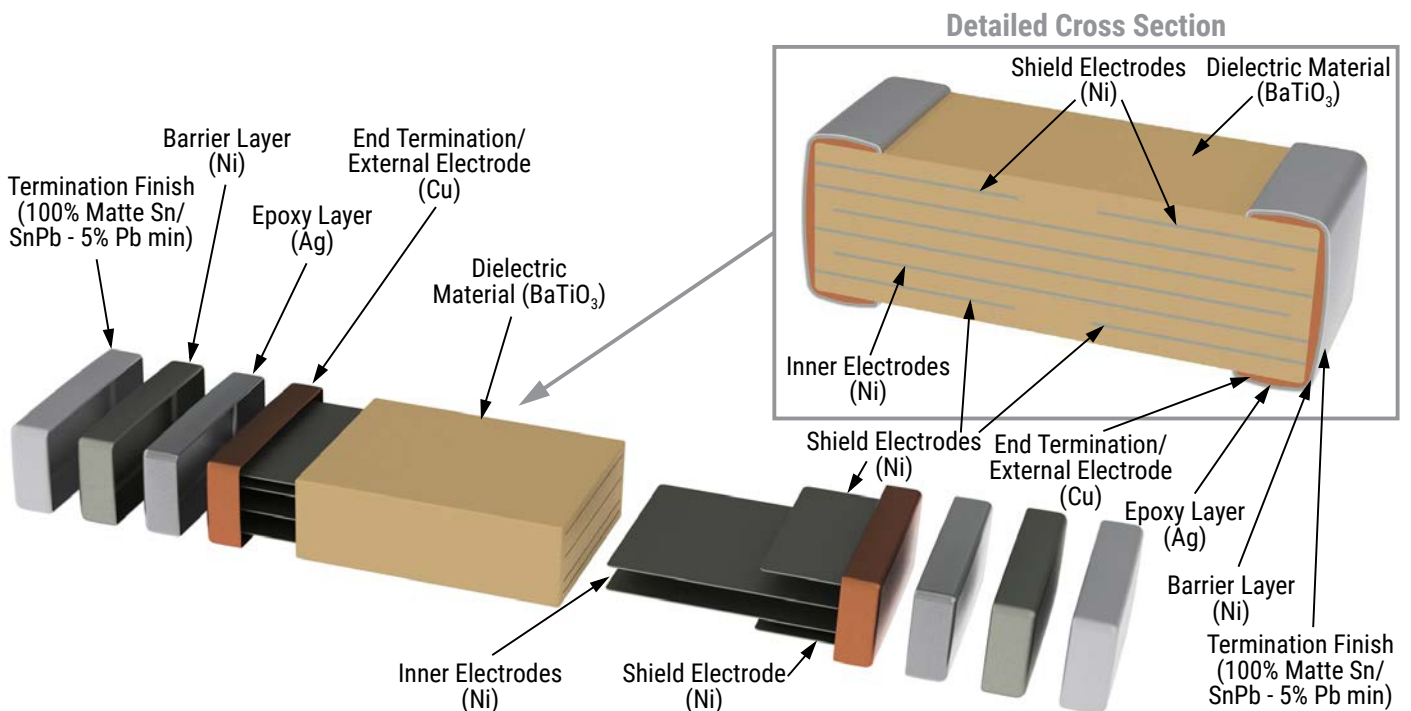 Detailed Cross Section
Shield Electrodes
(Ni)
Dielectric Material
(BaTiO₃)
Barrier Layer
(Ni)
End Termination/
External Electrode
(Cu)
Termination Finish
(100% Matte Sn/
SnPb - 5% Pb min)
Epoxy Layer
(Ag)
Dielectric
Material (BaTiO₃)
Inner Electrodes
(Ni)
Shield Electrodes
(Ni)
End Termination/
External Electrode
(Cu)
Epoxy Layer
(Ag)
Barrier Layer
(Ni)
Termination Finish
(100% Matte Sn/
SnPb - 5% Pb min)
Inner Electrodes
(Ni)
Shield Electrode
(Ni)